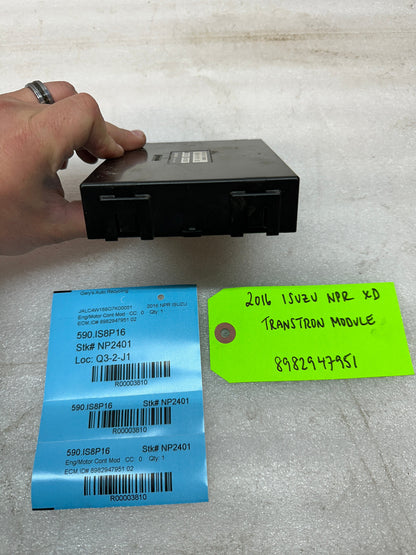 Gary's Auto Recycling
2016 NPR ISUZU
Eng/Motor Cont Mod CC: 0 Qty: 1
ECM ID# 8982947951 02
590.IS8P16
Stk# NP2401
Loc: Q3-2-J1
R00003810
590.IS8P16 Stk# NP2401
R00003810
590.IS8P16 Stk# NP2401
Eng/Motor Cont Mod CC: 0 Qty: 1
ECM ID# 8982947951 02
R00003810
2016 ISUZU NPR XD
TRANSTRON MODULE
8982947951